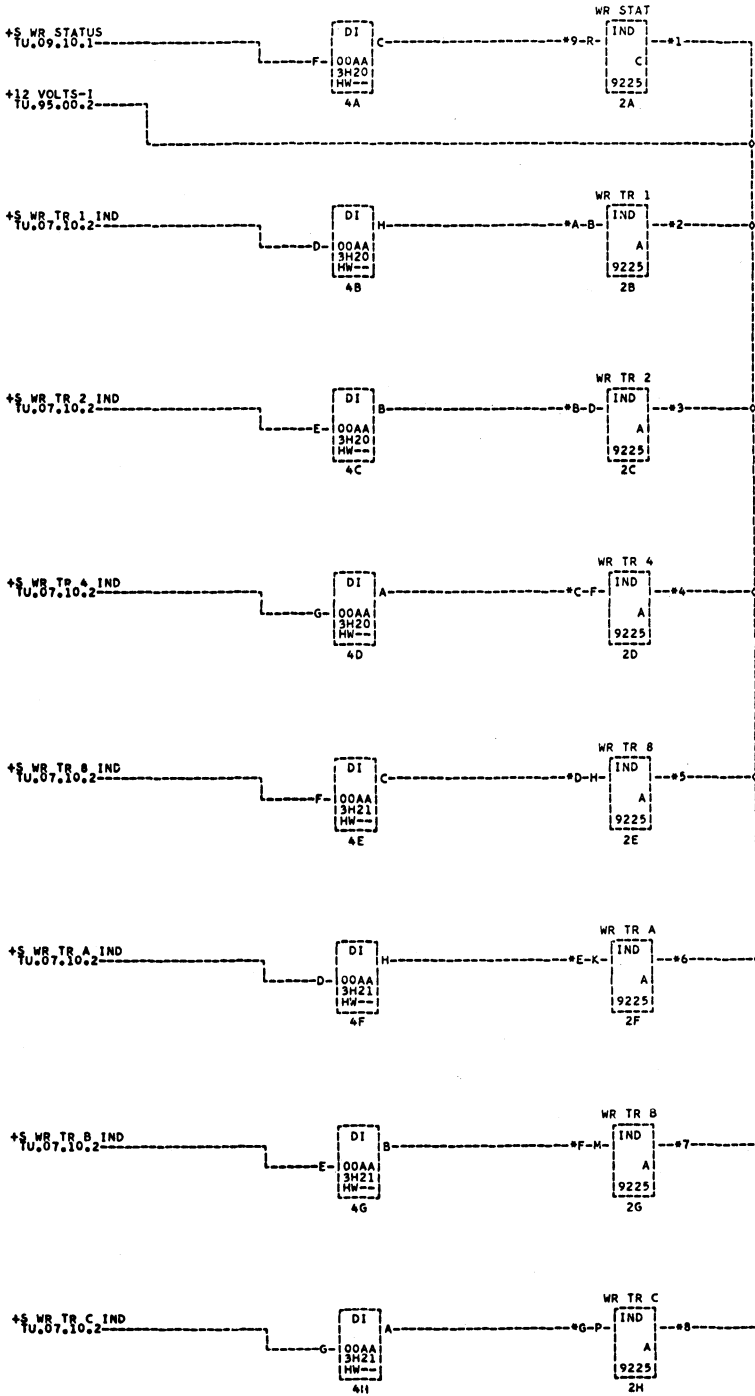 WR STAT
+S WR STATUS
TU.09.10.1
DI
C
*9-R-
IND
*1
F
00AA
3H20
HW--
4A
C
9225
2A
+12 VOLTS-I
TU.95.00.2
WR TR 1
+S WR TR 1 IND
TU.07.10.2
DI
H
*A-B-
IND
*2
D
00AA
3H20
HW--
4B
A
9225
2B
WR TR 2
+S WR TR 2 IND
TU.07.10.2
DI
B
*B-D-
IND
*3
E
00AA
3H20
HW--
4C
A
9225
2C
WR TR 4
+S WR TR 4 IND
TU.07.10.2
DI
A
*C-F-
IND
*4
G
00AA
3H20
HW--
4D
A
9225
2D
WR TR 8
+S WR TR 8 IND
TU.07.10.2
DI
C
*D-H-
IND
*5
F
00AA
3H21
HW--
4E
A
9225
2E
WR TR A
+S WR TR A IND
TU.07.10.2
DI
H
*E-K-
IND
*6
D
00AA
3H21
HW--
4F
A
9225
2F
WR TR B
+S WR TR B IND
TU.07.10.2
DI
B
*F-M-
IND
*7
E
00AA
3H21
HW--
4G
A
9225
2G
WR TR C
+S WR TR C IND
TU.07.10.2
DI
A
*G-P-
IND
*8
G
00AA
3H21
HW--
4H
A
9225
2H